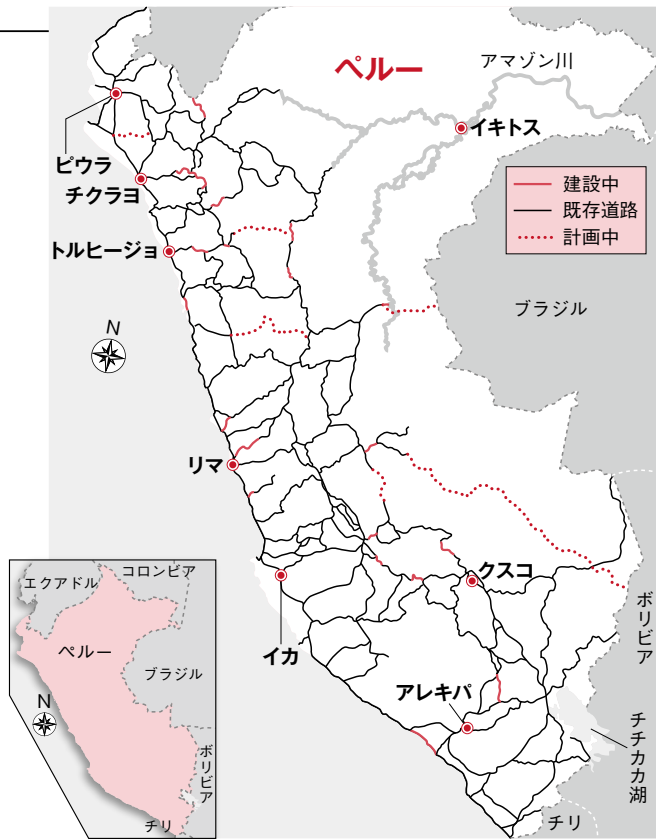 ペルー
アマゾン川
イキトス
ピウラ
チクラヨ
建設中
既存道路
計画中
トルヒージョ
ブラジル
N
リマ
クスコ
イカ
アレキパ
ボリビア
チチカカ湖
チリ
エクアドル
コロンビア
ペルー
ブラジル
N
ボリビア
チリ